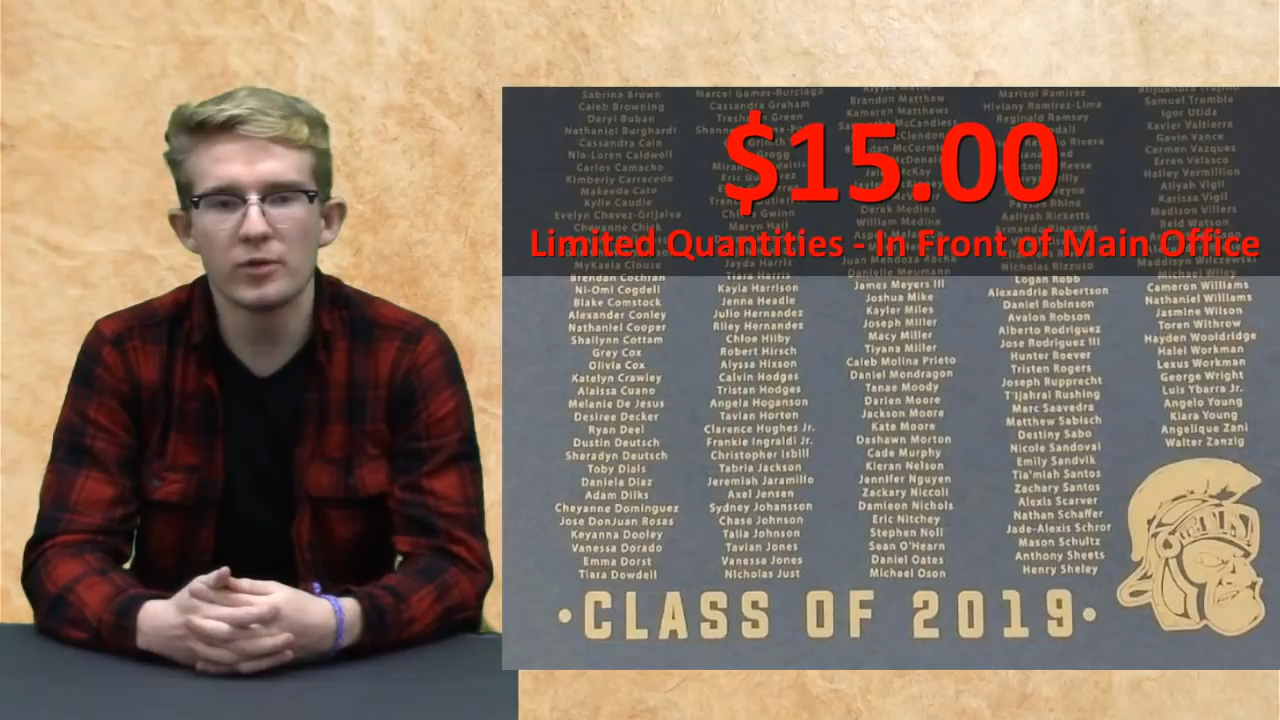 $15.00
Limited Quantities - In Front of Main Office
Sabrina Brown
Caleb Browning
Daryl Buban
Nathaniel Burghardt
Cassandra Cain
Nia-Loren Caldwell
Carlos Camacho
Kimberly Carracedo
Makeeda Cato
Kylie Caudle
Evelyn Chavez-Grijalva
MyKaela Clouse
Brendan Cochran
Ni-Omi Cogdell
Blake Comstock
Alexander Conley
Nathaniel Cooper
Shailynn Cottam
Grey Cox
Olivia Cox
Katelyn Crawley
Alaissa Cuano
Melanie De Jesus
Desiree Decker
Ryan Deel
Dustin Deutsch
Sheradyn Deutsch
Toby Dials
Daniela Diaz
Adam Dilks
Cheyanne Dominguez
Jose DonJuan Rosas
Keyanna Dooley
Vanessa Dorado
Emma Dorst
Tiara Dowdell
Cassandra Graham
Green
Maryn Hall
Jayda Harris
Tiara Harris
Kayla Harrison
Jenna Headle
Julio Hernandez
Riley Hernandez
Chloe Hilby
Robert Hirsch
Alyssa Hixson
Calvin Hodges
Tristan Hodges
Angela Hoganson
Tavian Horton
Clarence Hughes Jr.
Frankie Ingraldi Jr.
Christopher Isbill
Tabria Jackson
Jeremiah Jaramillo
Axel Jensen
Sydney Johansson
Chase Johnson
Talia Johnson
Tavian Jones
Vanessa Jones
Nicholas Just
Brandon Matthew
Kameron Matthews
Derek Medina
William Medina
Juan Mendoza Rocha
Danielle Meumann
James Meyers III
Joshua Mike
Kayler Miles
Joseph Miller
Macy Miller
Tiyana Miller
Caleb Molina Prieto
Daniel Mondragon
Tanae Moody
Darien Moore
Jackson Moore
Kate Moore
Dashawn Morton
Cade Murphy
Kieran Nelson
Jennifer Nguyen
Zackary Niccoli
Damieon Nichols
Eric Nitchey
Stephen Noll
Sean O'Hearn
Daniel Oates
Michael Oson
Marisol Ramirez
Hiviany Ramirez-Lima
Reginald Ramsey
Payton Rhine
Aaliyah Ricketts
Nicholas Rizzuto
Logan Robb
Alexandria Robertson
Daniel Robinson
Avalon Robson
Alberto Rodriguez
Jose Rodriguez III
Hunter Roever
Tristen Rogers
Joseph Rupprecht
T'Ijahrai Rushing
Marc Saavedra
Matthew Sabisch
Destiny Sabo
Nicole Sandoval
Emily Sandvik
Tia'miah Santos
Zachary Santos
Alexis Scarver
Nathan Schaffer
Jade-Alexis Schror
Mason Schultz
Anthony Sheets
Henry Sheley
Samuel Trumble
Igor Utida
Xavier Valtierra
Gavin Vance
Carmen Vazques
Erren Velasco
Hailey Vermillion
Aliyah Vigil
Karissa Vigil
Madison Villers
Reid Watson
Maddisyn Wilczewski
Michael Wiley
Cameron Williams
Nathaniel Williams
Jasmine Wilson
Toren Withrow
Hayden Wooldridge
Halei Workman
Lexus Workman
George Wright
Luis Ybarra Jr.
Angelo Young
Kiara Young
Angelique Zani
Walter Zanzig
•CLASS OF 2019•